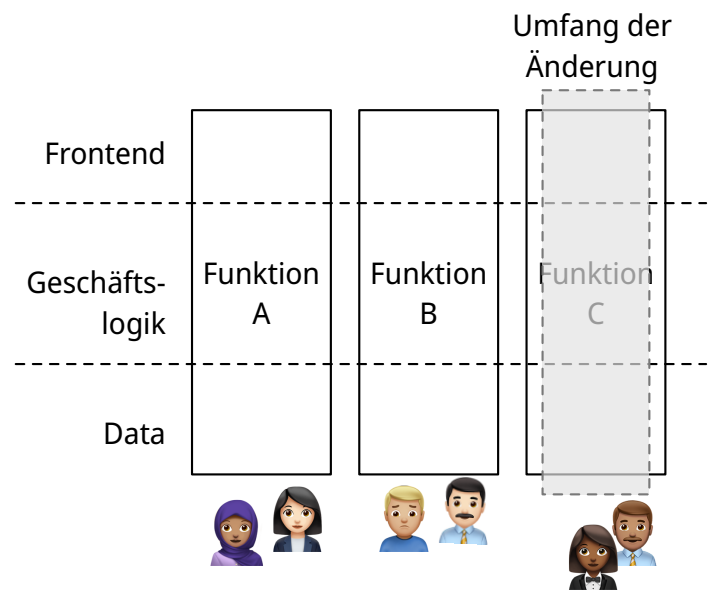 Umfang der
Änderung
Frontend
Geschäfts-
logik
Funktion
A
Funktion
B
Funktion
C
Data